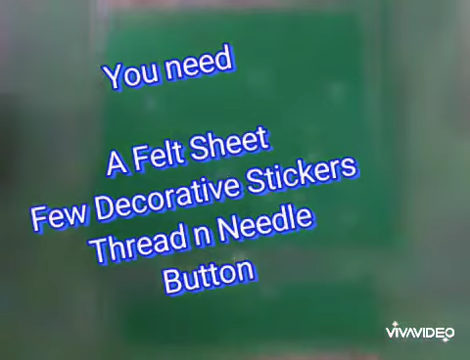 You need
A Felt Sheet
Few Decorative Stickers
Thread n Needle
Button
VIVAVIDEO